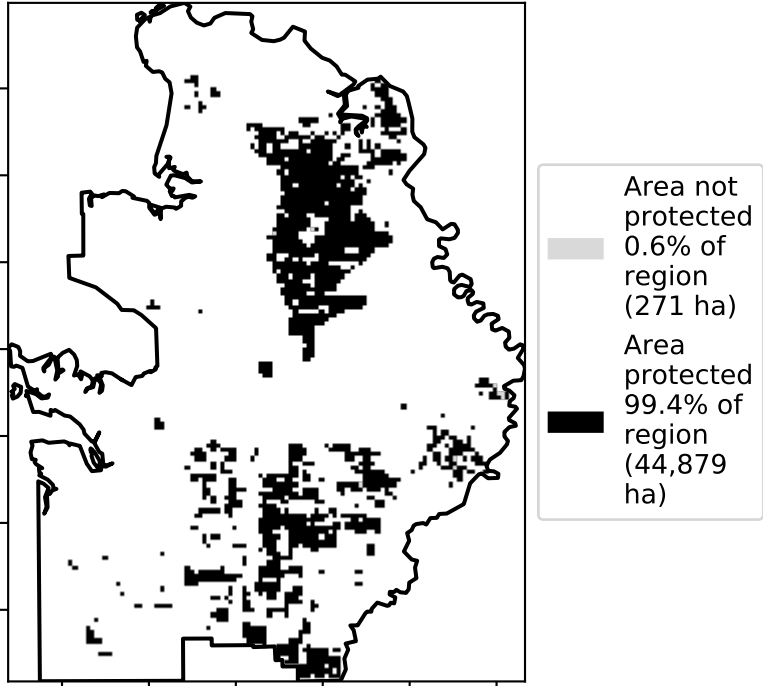 Area not
protected
0.6% of
region
(271 ha)
Area
protected
99.4% of
region
(44,879
ha)